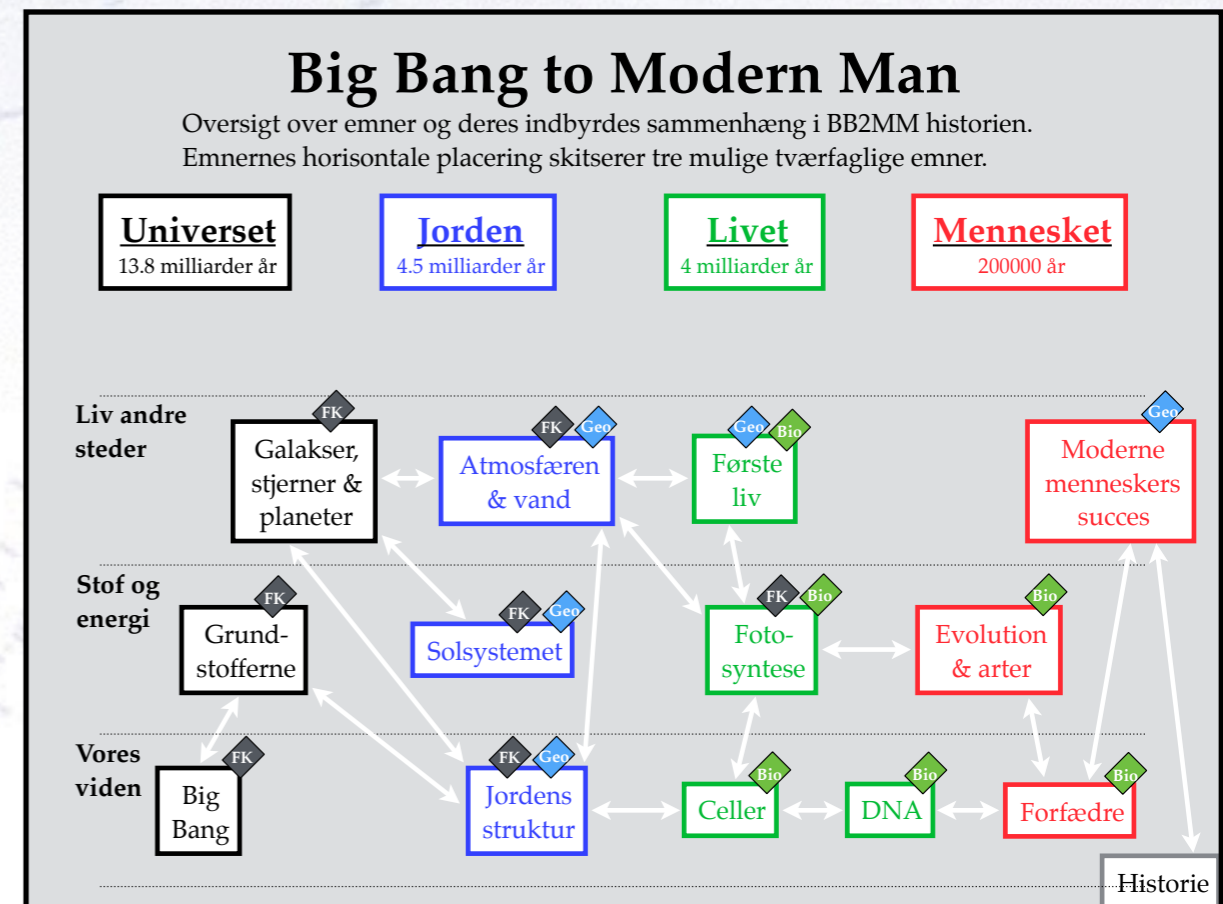 Big Bang to Modern Man
Oversigt over emner og deres indbyrdes sammenhæng i BB2MM historien.
Emnernes horisontale placering skitserer tre mulige tværfaglige emner.
Universet
13.8 milliarder år
Jorden
4.5 milliarder år
Livet
4 milliarder år
Mennesket
200000 år
Liv andre
steder
FK
Galakser,
stjerner &
planeter
FK
Geo
Atmosfæren
& vand
Geo
Bio
Første
liv
Geo
Moderne
menneskers
succes
Stof og
energi
FK
Grund-
stofferne
FK
Geo
Solsystemet
FK
Bio
Foto-
syntese
Bio
Evolution
& arter
Vores
viden
FK
Big
Bang
FK
Geo
Jordens
struktur
Bio
Celler
Bio
DNA
Bio
Forfædre
Historie